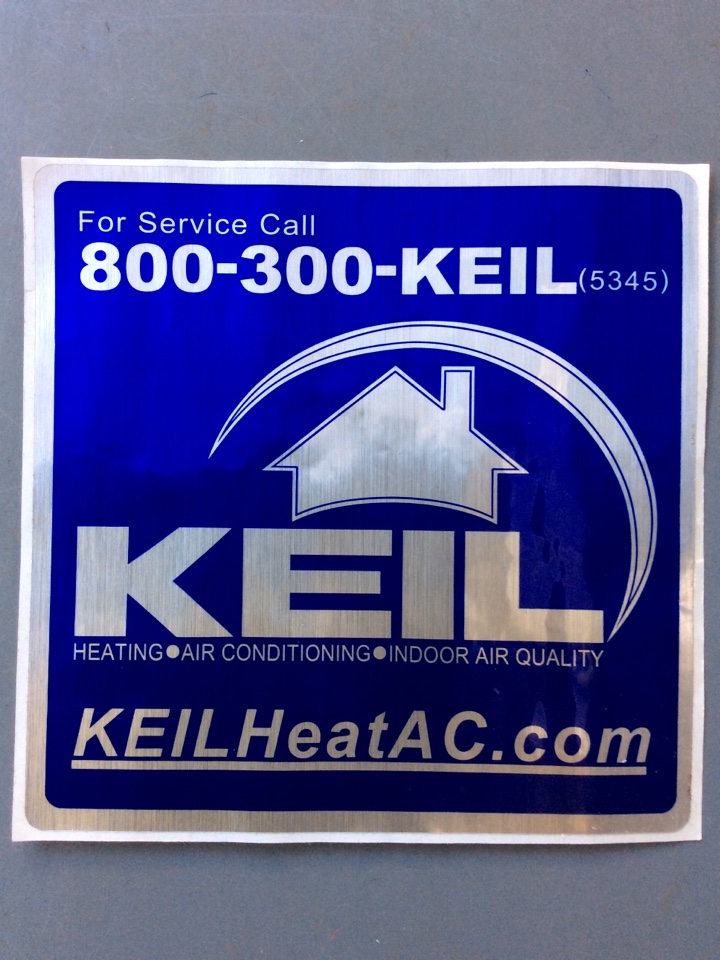 For Service Call
800-300-KEIL(5345)
KEIL
HEATING•AIR CONDITIONING•INDOOR AIR QUALITY
KEILHeatAC.com